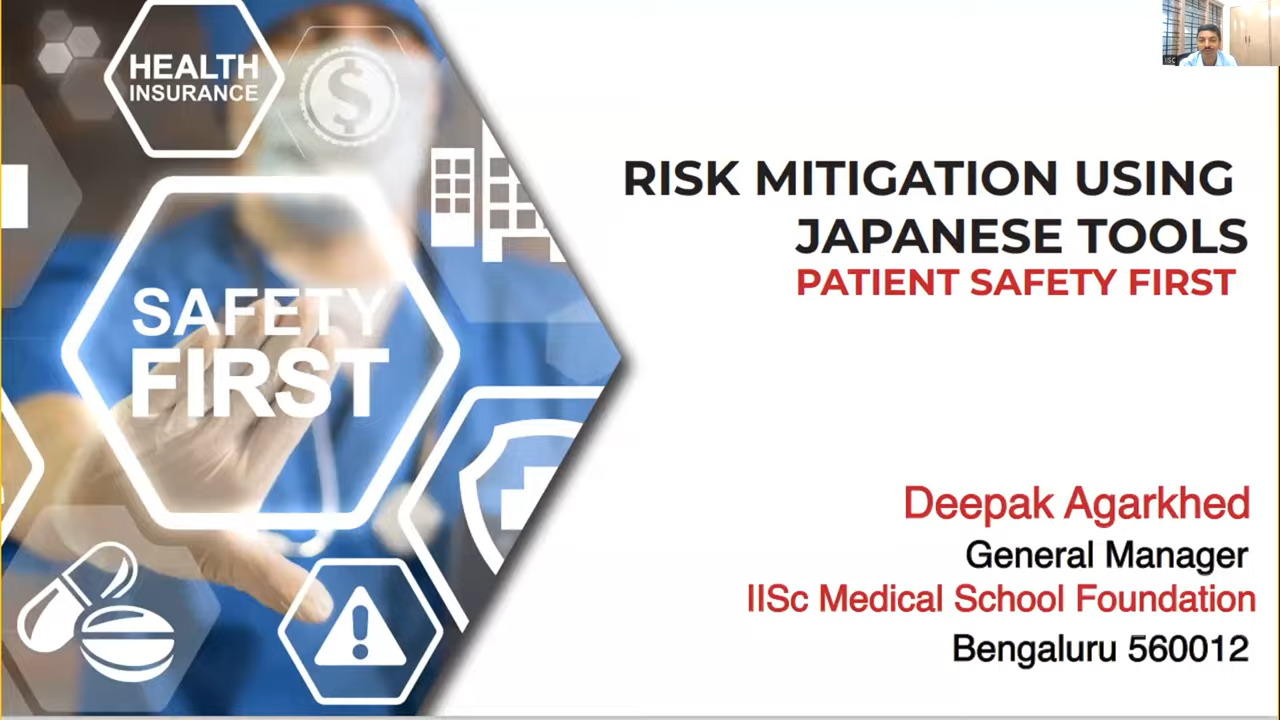 HEALTH
INSURANCE
SAFETY
FIRST
RISK MITIGATION USING
JAPANESE TOOLS
PATIENT SAFETY FIRST
Deepak Agarkhed
General Manager
IISc Medical School Foundation
Bengaluru 560012